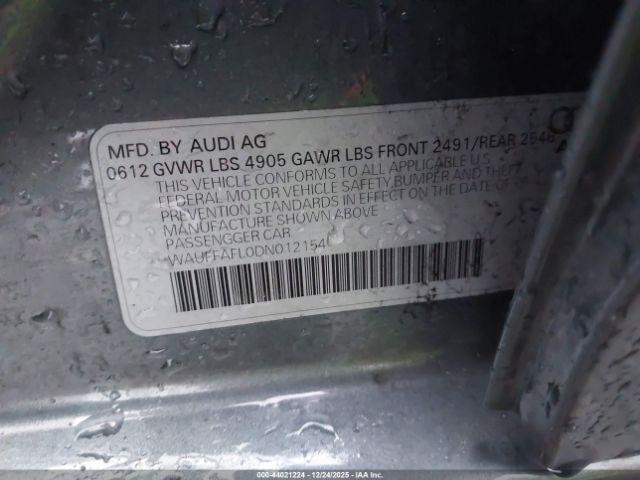 MFD. BY AUDI AG
0612 GVWR LBS 4905 GAWR LBS FRONT 2491/REAR 2546
THIS VEHICLE CONFORMS TO ALL APPLICABLE U.S
FEDERAL MOTOR VEHICLE SAFETY,BUMPER AND THEFT
PREVENTION STANDARDS IN EFFECT ON THE DATE OF
MANUFACTURE SHOWN ABOVE
PASSENGGER CAR
WAUFFAFL0DN012154
000-44021224 | 12/24/2025 - COPART